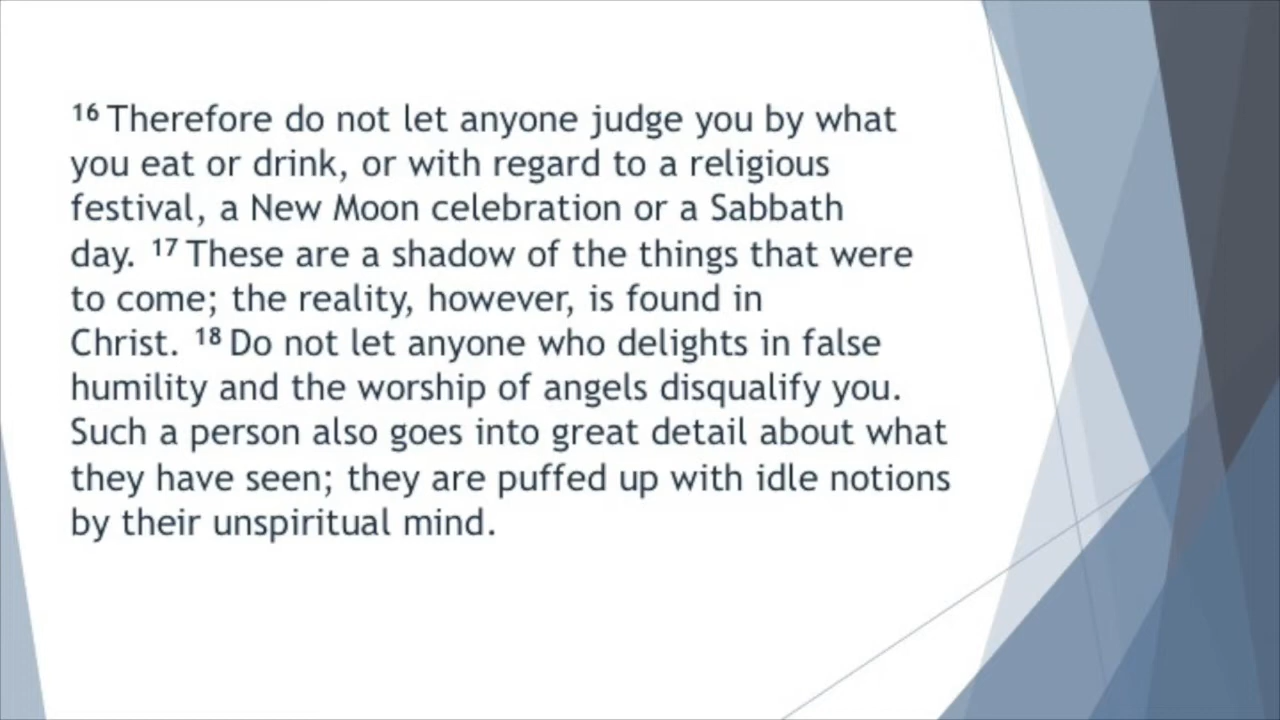 16 Therefore do not let anyone judge you by what
you eat or drink, or with regard to a religious
festival, a New Moon celebration or a Sabbath
day. 17 These are a shadow of the things that were
to come; the reality, however, is found in
Christ. 18 Do not let anyone who delights in false
humility and the worship of angels disqualify you.
Such a person also goes into great detail about what
they have seen; they are puffed up with idle notions
by their unspiritual mind.